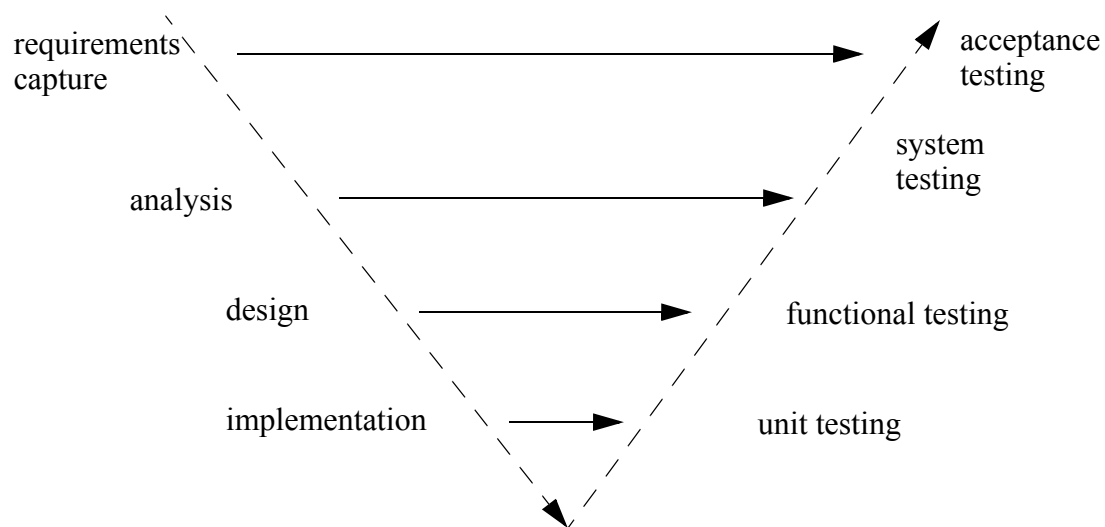 requirements
capture
acceptance
testing
system
testing
analysis
design
functional testing
implementation
unit testing